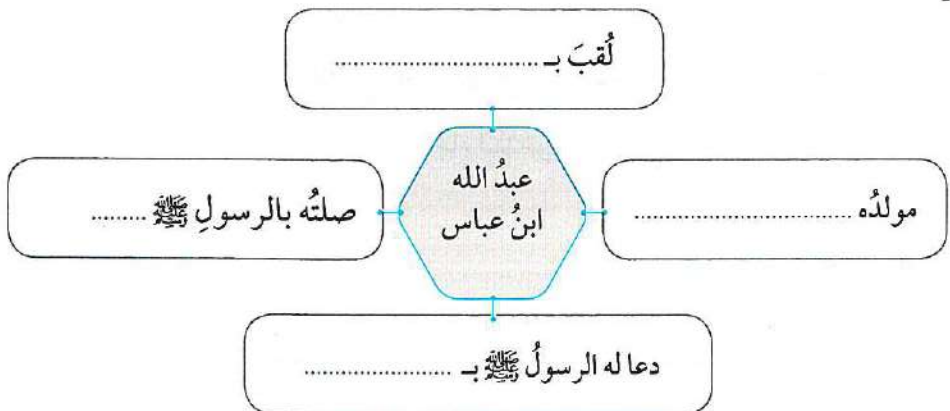 لُقبَ بـ ..............................
عبدُ الله
ابنُ عباس
مولدُه ..............................
صلتُه بالرسولِ ﷺ ........
دعا له الرسولُ ﷺ بـ ....................